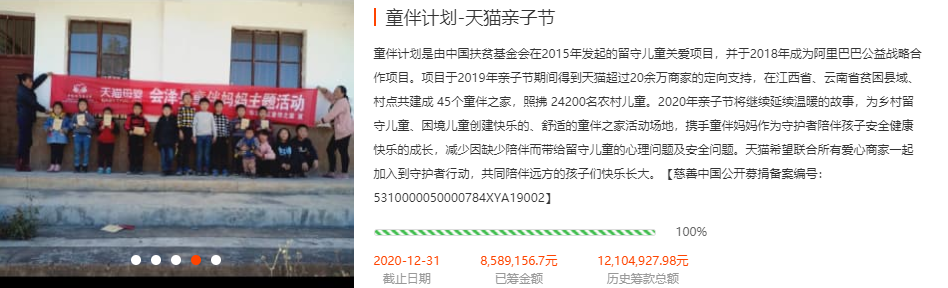 天猫母婴 会泽县童伴妈妈主题活动
童伴计划-天猫亲子节
童伴计划是由中国扶贫基金会在2015年发起的留守儿童关爱项目，并于2018年成为阿里巴巴公益战略合
作项目。项目于2019年亲子节期间得到天猫超过20余万商家的定向支持，在江西省、云南省贫困县域、
村点共建成 45个童伴之家，照拂 24200名农村儿童。2020年亲子节将继续延续温暖的故事，为乡村留
守儿童、困境儿童创建快乐的、舒适的童伴之家活动场地，携手童伴妈妈作为守护者陪伴孩子安全健康
快乐的成长，减少因缺少陪伴而带给留守儿童的心理问题及安全问题。天猫希望联合所有爱心商家一起
加入到守护者行动，共同陪伴远方的孩子们快乐长大。【慈善中国公开募捐备案编号：
5310000050000784XYA19002】
100%
2020-12-31 8,589,156.7元 12,104,927.98元
截止日期 已筹金额 历史筹款总额